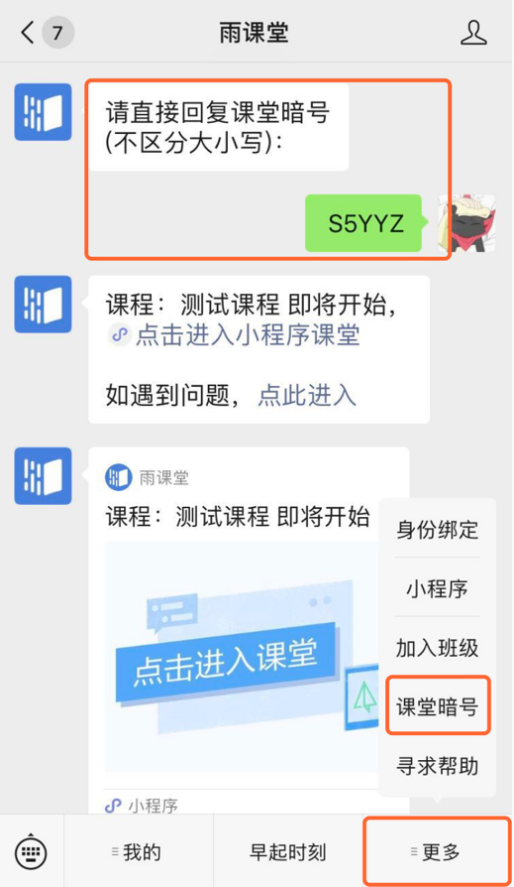 7
雨课堂
请直接回复课堂暗号
(不区分大小写)：
S5YYZ
课程：测试课程 即将开始，
点击进入小程序课堂
如遇到问题，点此进入
雨课堂
课程：测试课程 即将开始
点击进入课堂
小程序
身份绑定
小程序
加入班级
课堂暗号
寻求帮助
我的
早起时刻
更多